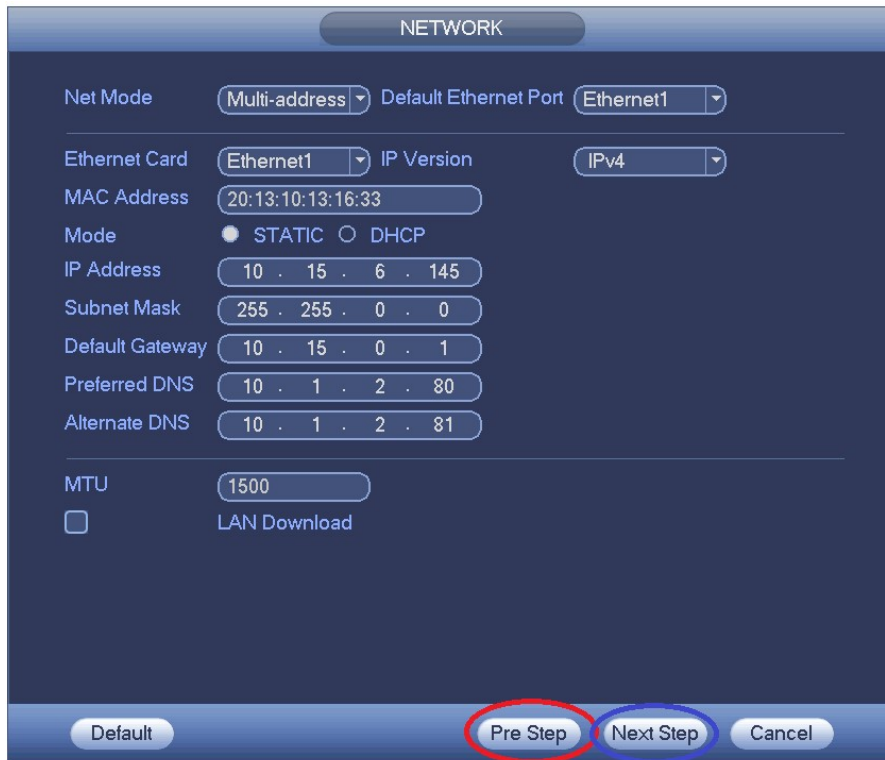 NETWORK
Net Mode Multi-address Default Ethernet Port Ethernet1
Ethernet Card Ethernet1 IP Version IPv4
MAC Address 20:13:10:13:16:33
Mode STATIC DHCP
IP Address 10 . 15 . 6 . 145
Subnet Mask 255 . 255 . 0 . 0
Default Gateway 10 . 15 . 0 . 1
Preferred DNS 10 . 1 . 2 . 80
Alternate DNS 10 . 1 . 2 . 81
MTU 1500
LAN Download
Default Pre Step Next Step Cancel